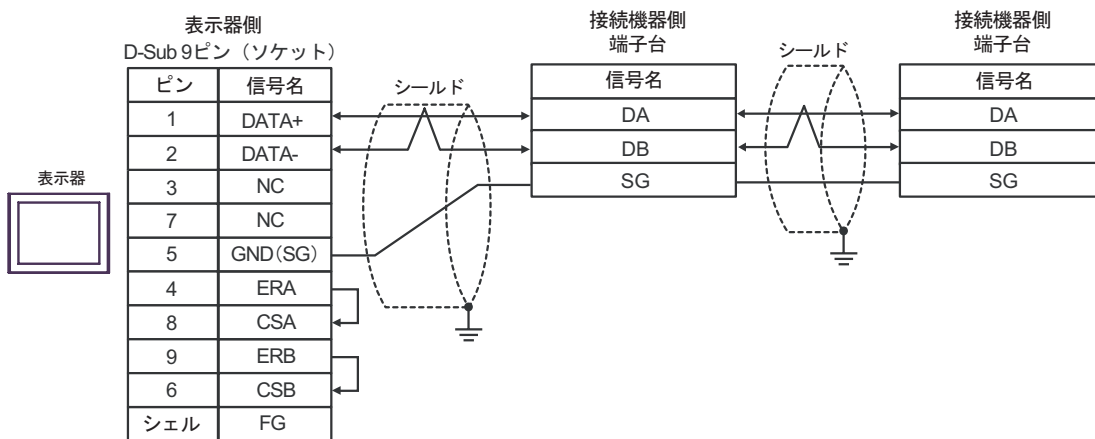 表示器側
D-Sub 9ピン（ソケット）
ピン 信号名
1 DATA+
2 DATA-
3 NC
7 NC
5 GND(SG)
4 ERA
8 CSA
9 ERB
6 CSB
シェル FG
表示器
シールド
接続機器側
端子台
信号名
DA
DB
SG
シールド
接続機器側
端子台
信号名
DA
DB
SG